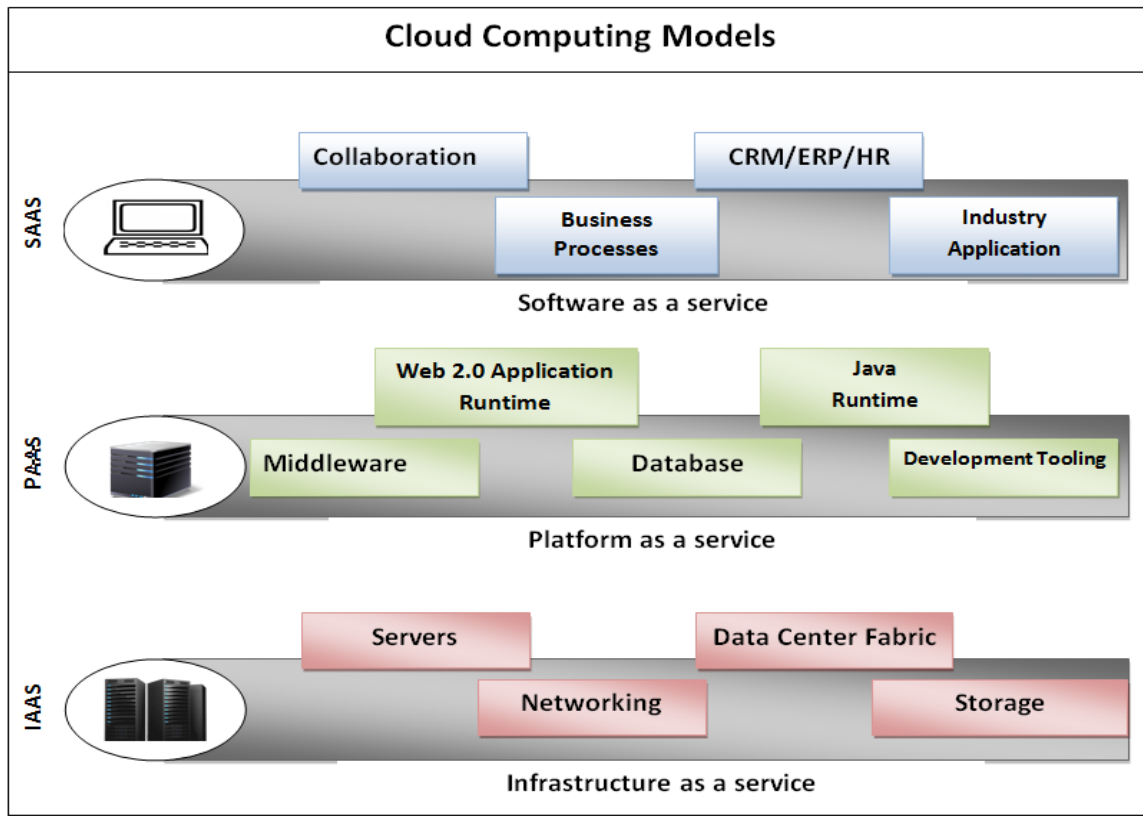 Cloud Computing Models
SAAS
Collaboration
CRM/ERP/HR
Business
Processes
Industry
Application
Software as a service
PAAS
Web 2.0 Application
Runtime
Java
Runtime
Middleware
Database
Development Tooling
Platform as a service
IAAS
Servers
Data Center Fabric
Networking
Storage
Infrastructure as a service